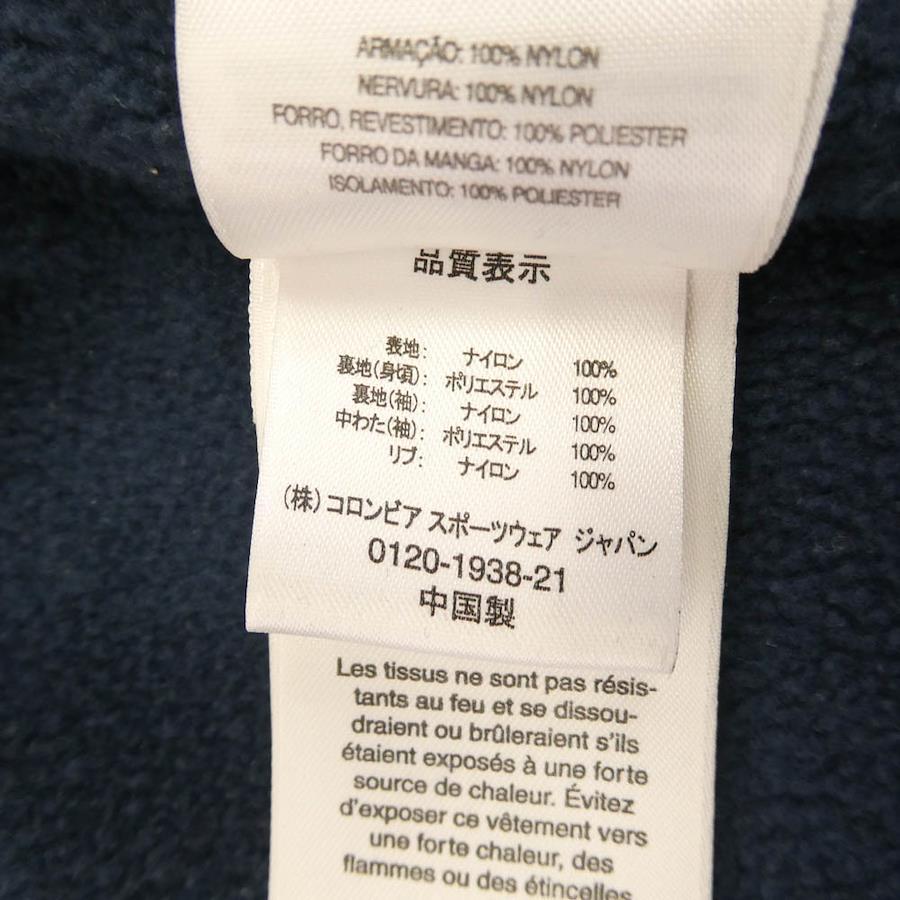 ARMAÇÃO: 100% NYLON
NERVURA: 100% NYLON
FORRO, REVESTIMENTO: 100% POLIESTER
FORRO DA MANGA: 100% NYLON
ISOLAMENTO: 100% POLIESTER
品質表示
表地: ナイロン 100%
裏地(身頃): ポリエステル 100%
裏地(袖): ナイロン 100%
中わた(袖): ポリエステル 100%
リブ: ナイロン 100%
(株)コロンビア スポーツウェア ジャパン
0120-1938-21
中国製
Les tissus ne sont pas résis-
tants au feu et se dissou-
draient ou brûleraient s'ils
étaient exposés à une forte
source de chaleur. Évitez
d'exposer ce vêtement vers
une forte chaleur, des
flammes ou des étincelles